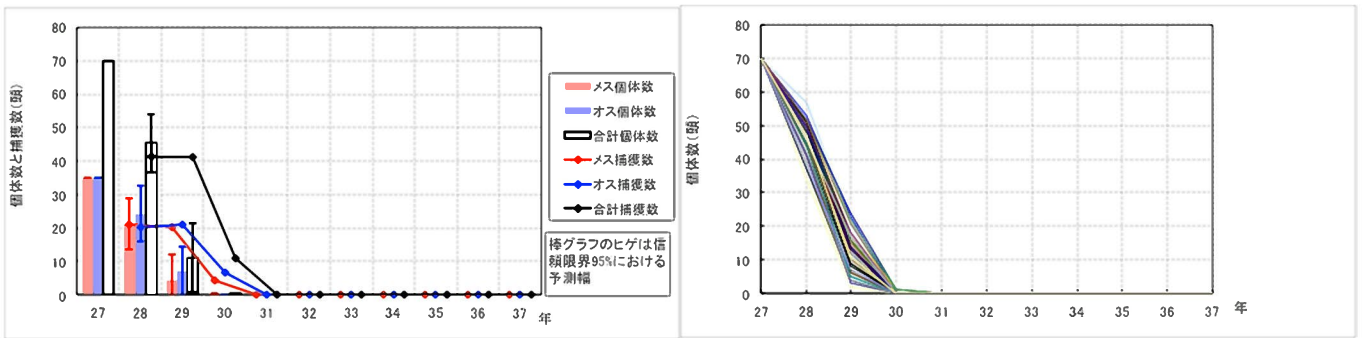 個体数と捕獲数(頭)
80
70
60
50
40
30
20
10
0
27 28 29 30 31 32 33 34 35 36 37 年
メス個体数
オス個体数
合計個体数
メス捕獲数
オス捕獲数
合計捕獲数
棒グラフのヒゲは信
頼限界95%における
予測幅
個体数(頭)
80
70
60
50
40
30
20
10
0
27 28 29 30 31 32 33 34 35 36 37 年